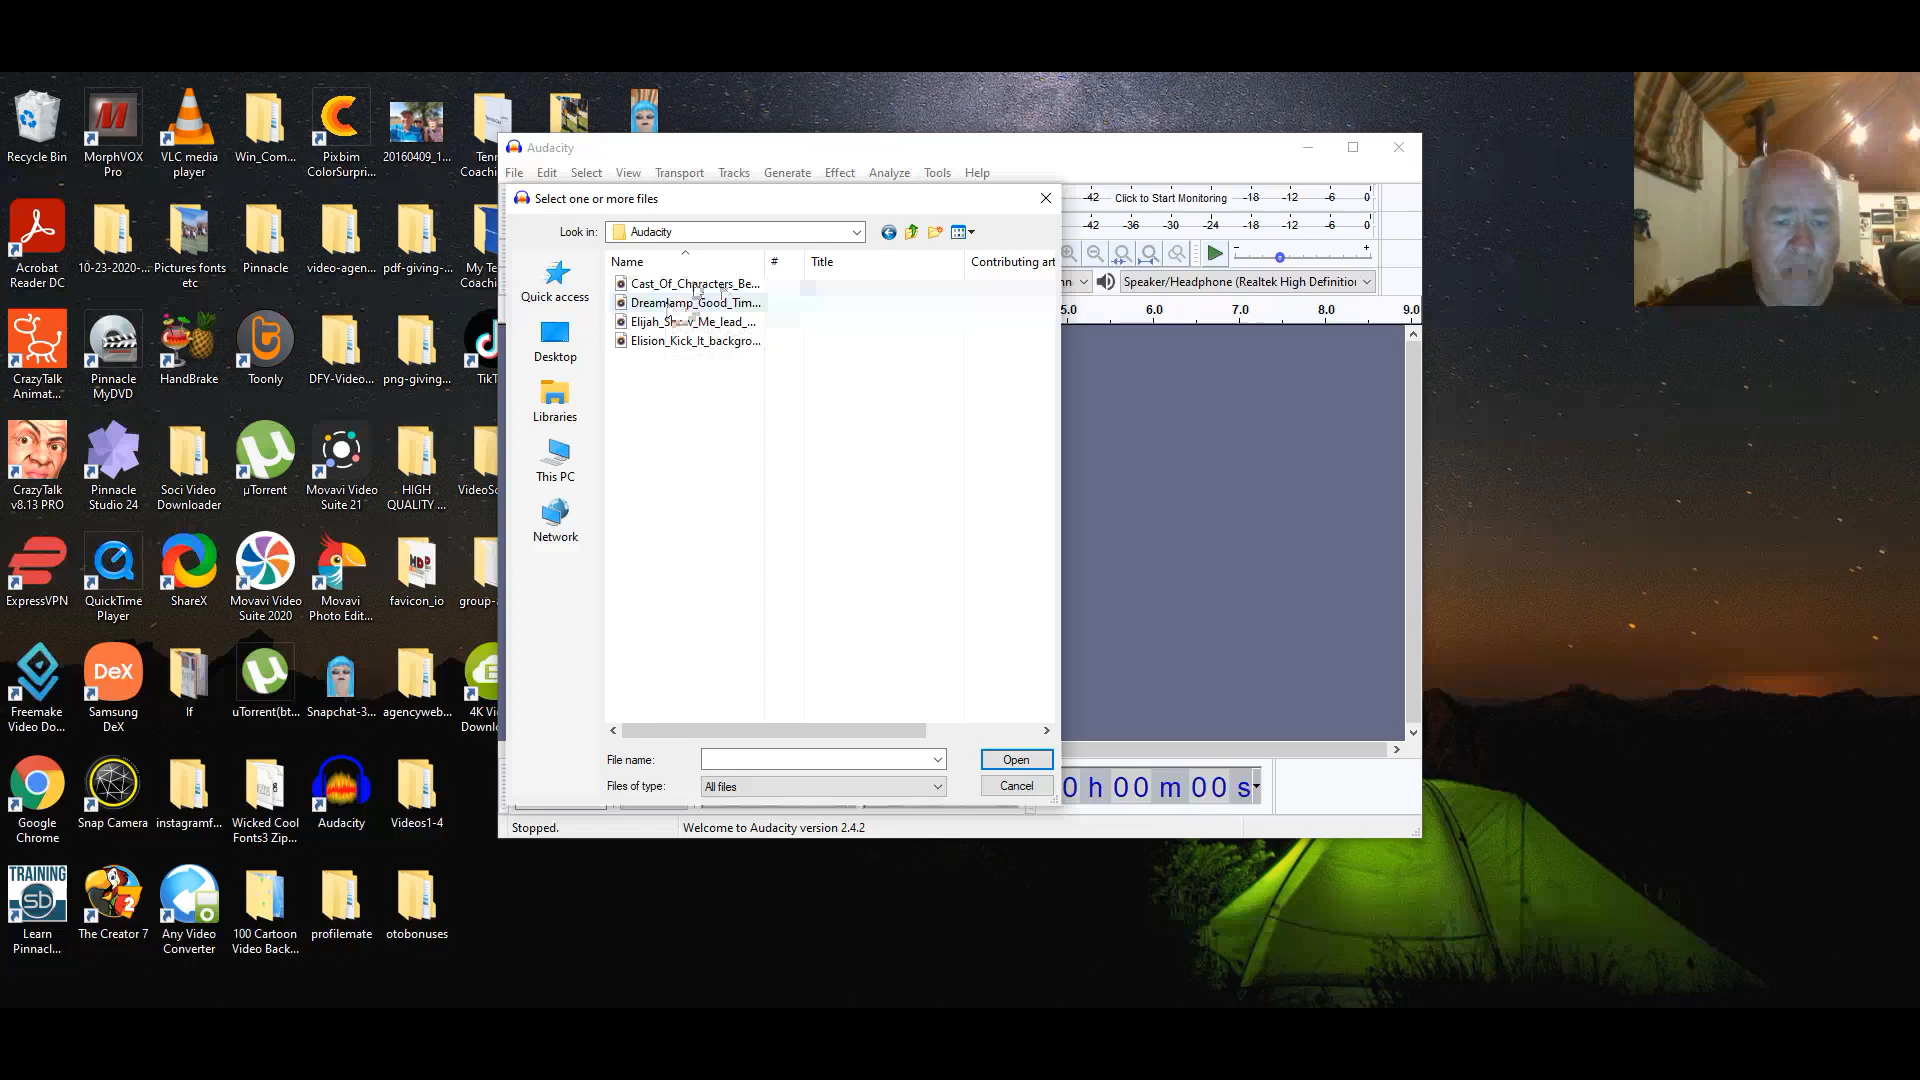 Recycle Bin
MorphVOX Pro
VLC media player
Win_Com...
Pixbim ColorSurpri...
20160409_1...
Audacity
File Edit Select View Transport Tracks Generate Effect Analyze Tools Help
Select one or more files
Look in:
Audacity
Name
#
Title
Contributing art
Cast_Of_Characters_Be...
Dreamlamp_Good_Tim...
Elijah_Show_Me_lead_...
Elision_Kick_It_backgro...
Quick access
Desktop
Libraries
This PC
Network
File name:
Open
Files of type:
All files
Cancel
-42 Click to Start Monitoring -18 -12 -6 0
-42 -36 -30 -24 -18 -12 -6 0
Speaker/Headphone (Realtek High Definitio
5.0 6.0 7.0 8.0 9.0
0 h 0 0 m 0 0 s
Stopped.
Welcome to Audacity version 2.4.2
Acrobat Reader DC
10-23-2020-...
Pictures fonts etc
Pinnacle
video-agen...
pdf-giving-...
CrazyTalk Animat...
Pinnacle MyDVD
HandBrake
Toonly
DFY-Video...
png-giving...
CrazyTalk v8.13 PRO
Pinnacle Studio 24
Soci Video Downloader
µTorrent
Movavi Video Suite 21
HIGH QUALITY ...
ExpressVPN
QuickTime Player
ShareX
Movavi Video Suite 2020
Movavi Photo Edit...
favicon_io
Freemake Video Do...
DeX
Samsung DeX
lf
uTorrent(bt...
Snapchat-3...
agencyweb...
Google Chrome
Snap Camera
instagramf...
Wicked Cool Fonts3 Zip...
Audacity
Videos1-4
TRAINING
sb
Learn Pinnacl...
The Creator 7
Any Video Converter
100 Cartoon Video Back...
profilemate
otobonuses